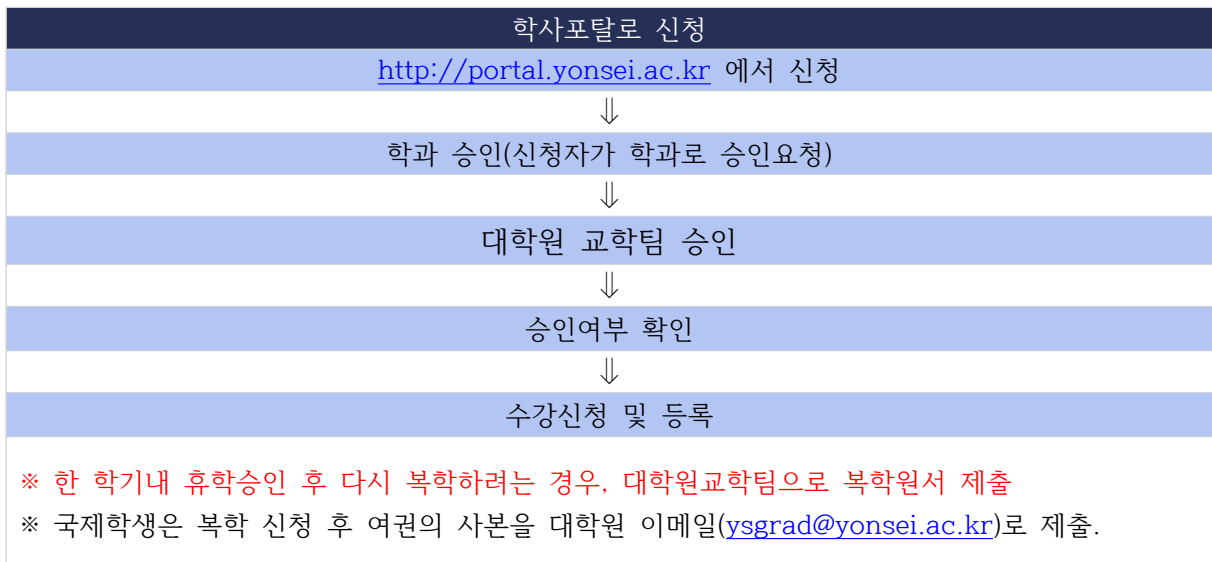 학사포탈로 신청
http://portal.yonsei.ac.kr 에서 신청
⇓
학과 승인(신청자가 학과로 승인요청)
⇓
대학원 교학팀 승인
⇓
승인여부 확인
⇓
수강신청 및 등록
※ 한 학기내 휴학승인 후 다시 복학하려는 경우, 대학원교학팀으로 복학원서 제출
※ 국제학생은 복학 신청 후 여권의 사본을 대학원 이메일(ysgrad@yonsei.ac.kr)로 제출.